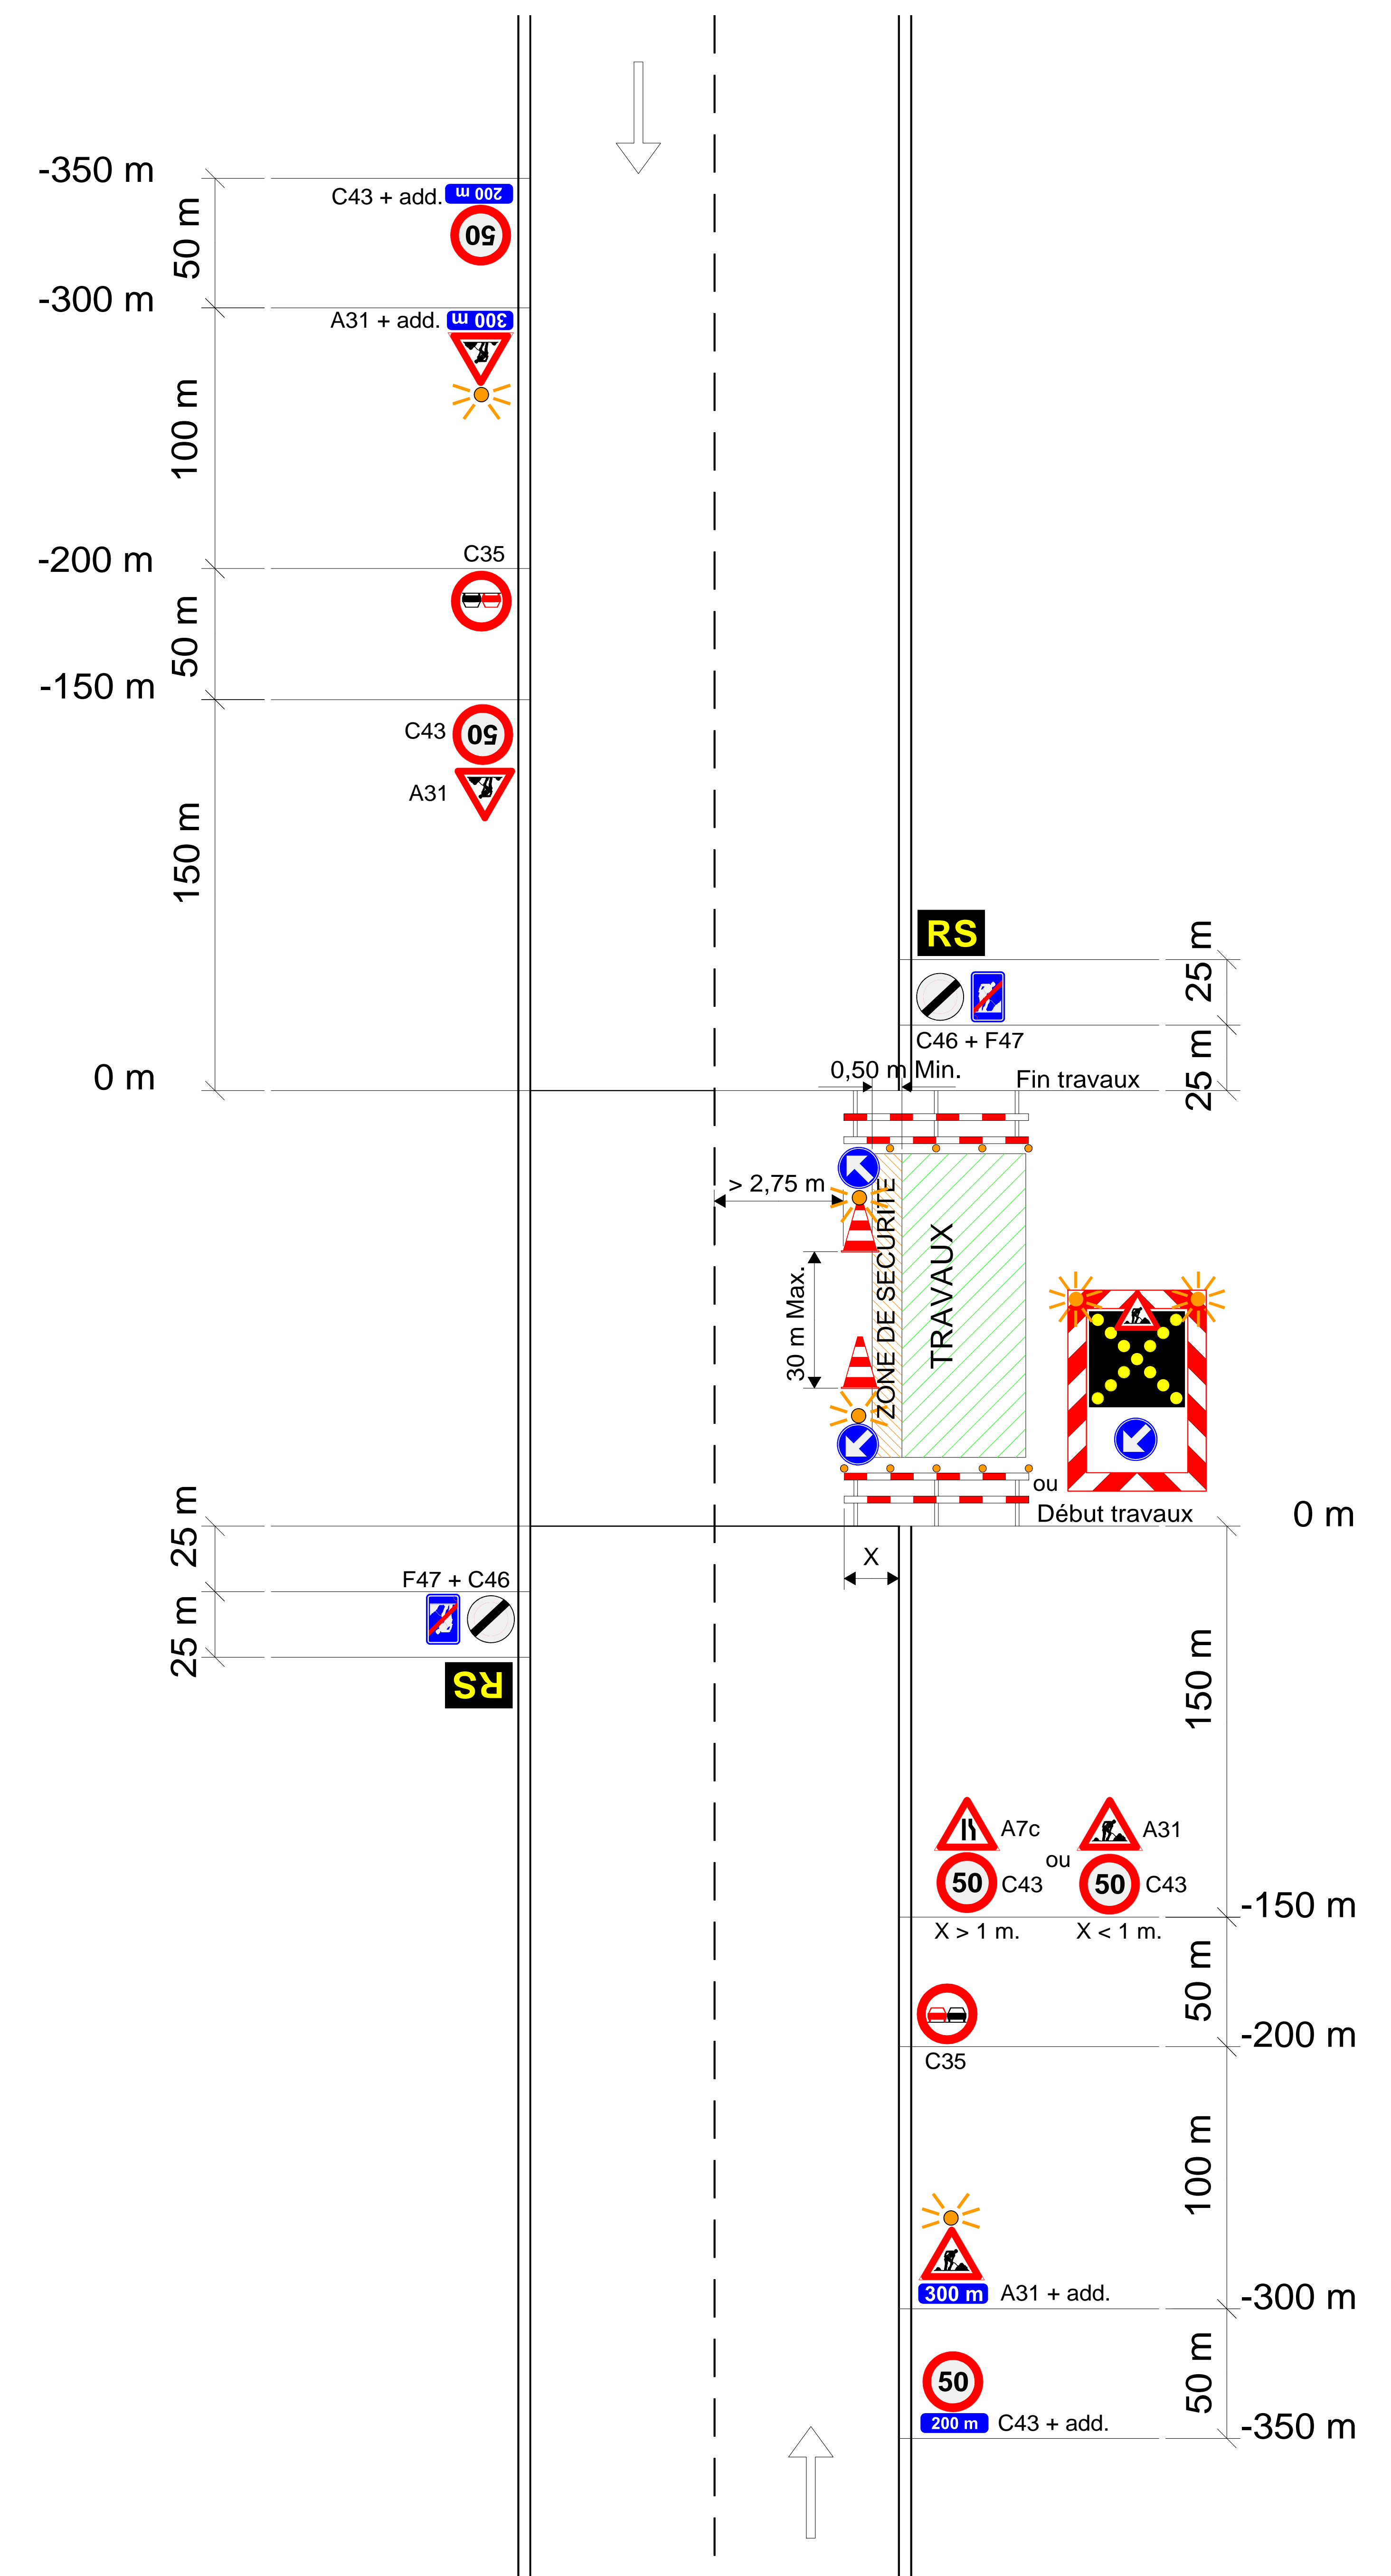 -350 m
C43 + add.
200 m
50 m
50
-300 m
A31 + add.
300 m
100 m
-200 m
C35
50 m
-150 m
C43
50
A31
150 m
RS
25 m
C46 + F47
25 m
0,50 m Min.
Fin travaux
0 m
> 2,75 m
ZONE DE SECURITE
TRAVAUX
30 m Max.
ou
Début travaux
0 m
25 m
X
F47 + C46
25 m
RS
150 m
A7c
A31
ou
50
C43
50
C43
-150 m
X > 1 m.
X < 1 m.
50 m
-200 m
C35
100 m
300 m
A31 + add.
-300 m
50
50 m
200 m
C43 + add.
-350 m